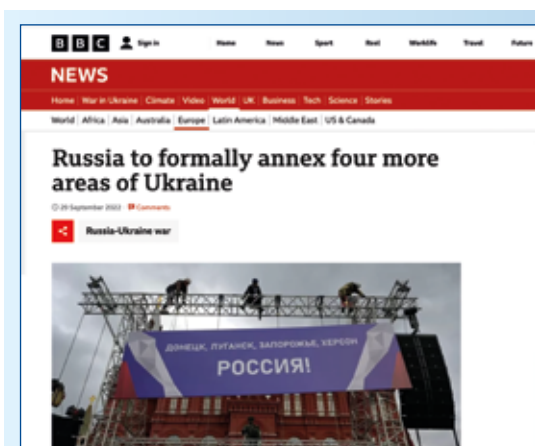 BBC Sign in Home News Sport Reel Worklife Travel Future
NEWS
Home War in Ukraine Climate Video World UK Business Tech Science Stories
World Africa Asia Australia Europe Latin America Middle East US & Canada
Russia to formally annex four more
areas of Ukraine
29 September 2022 Comments
Russia-Ukraine war
ДОНЕЦК, ЛУГАНСК, ЗАПОРОЖЬЕ, ХЕРСОН
РОССИЯ!